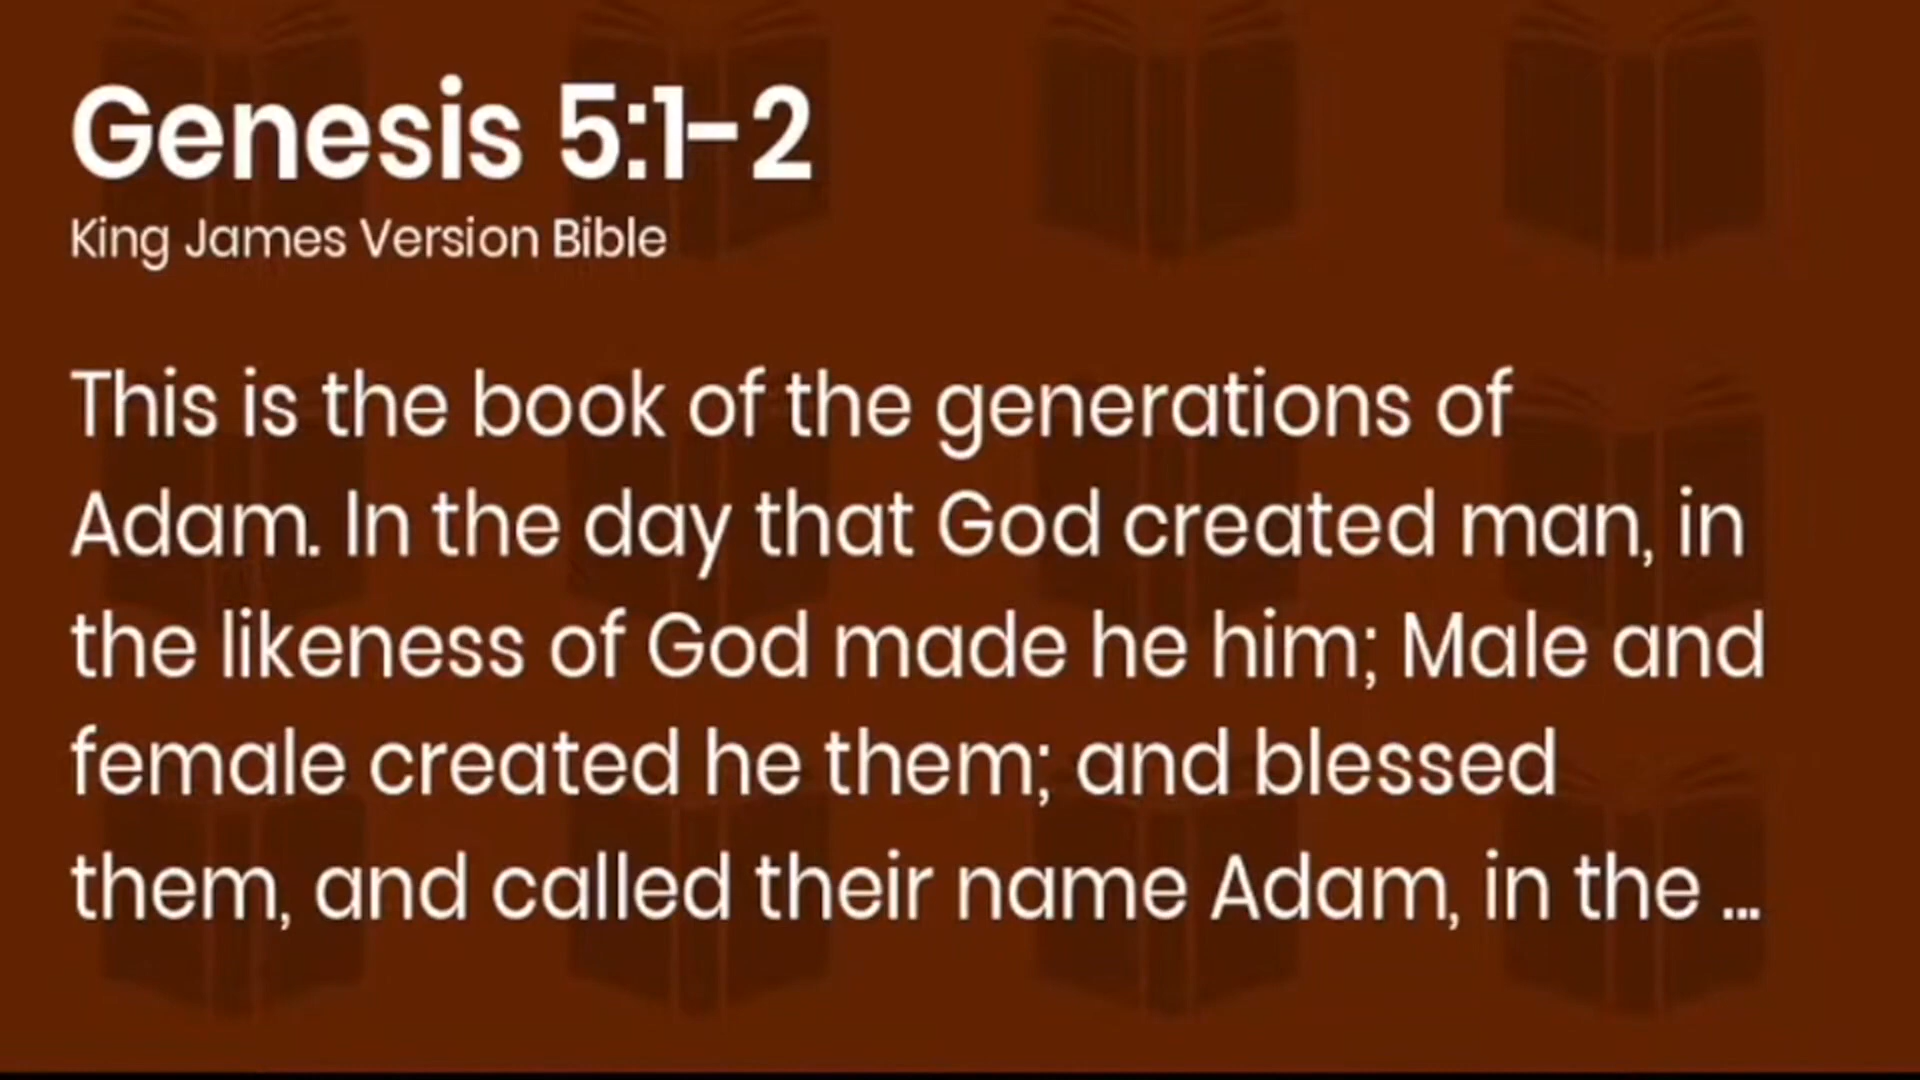 Genesis 5:1-2
King James Version Bible
This is the book of the generations of
Adam. In the day that God created man, in
the likeness of God made he him; Male and
female created he them; and blessed
them, and called their name Adam, in the ...